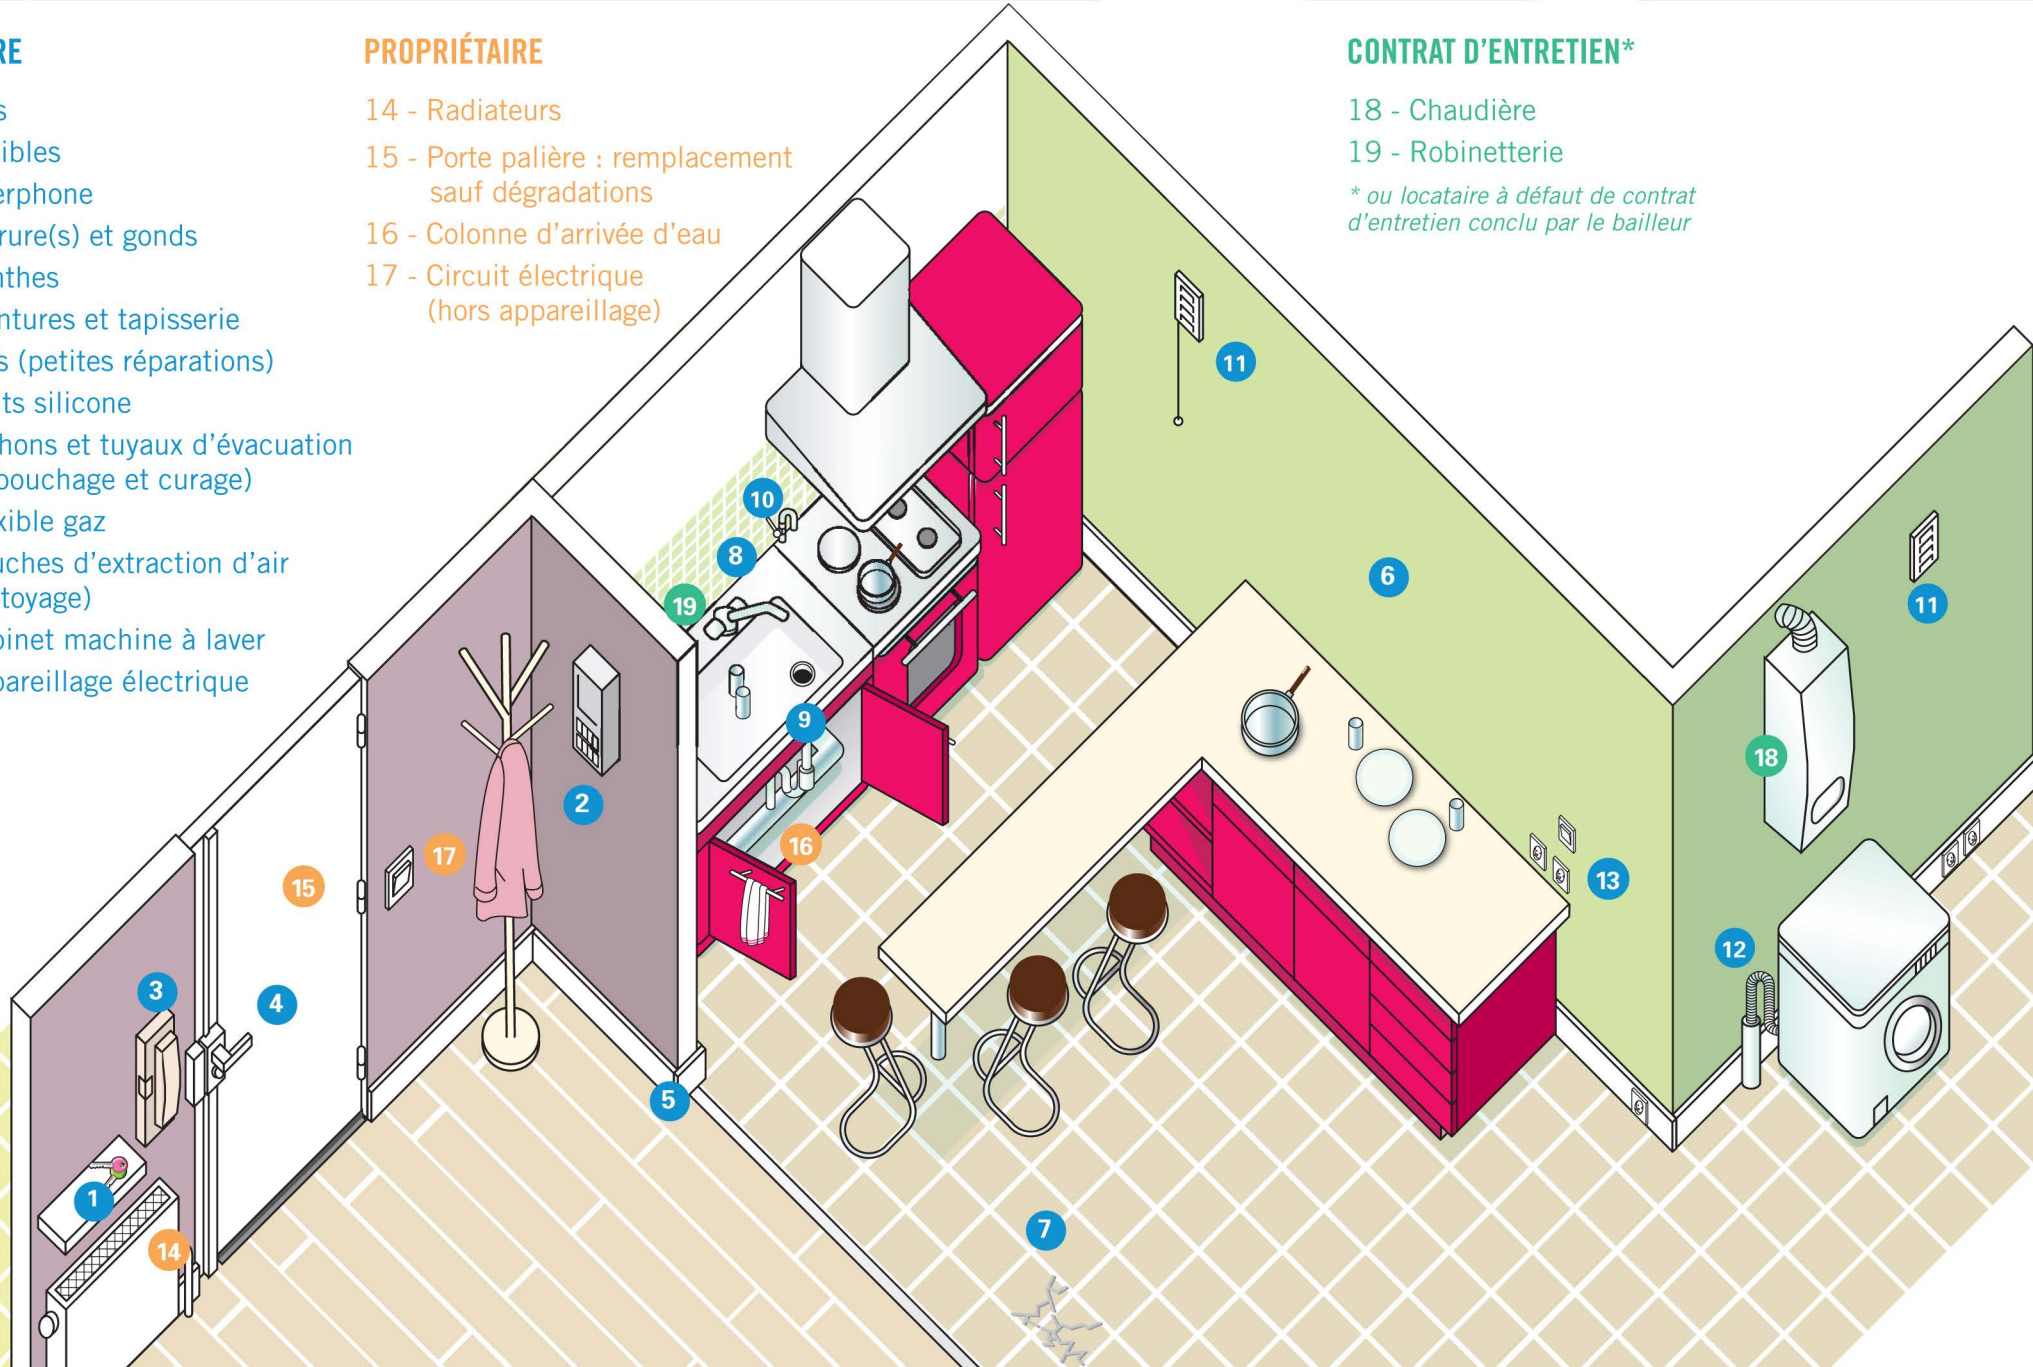 RE
s
ibles
erphone
rure(s) et gonds
nthes
ntures et tapisserie
s (petites réparations)
ts silicone
hons et tuyaux d'évacuation
bouchage et curage)
xible gaz
uches d'extraction d'air
toyage)
binet machine à laver
pareillage électrique
PROPRIÉTAIRE
14 - Radiateurs
15 - Porte palière : remplacement
sauf dégradations
16 - Colonne d'arrivée d'eau
17 - Circuit électrique
(hors appareillage)
CONTRAT D'ENTRETIEN*
18 - Chaudière
19 - Robinetterie
* ou locataire à défaut de contrat
d'entretien conclu par le bailleur
11
10
8
6
19
11
9
18
2
16
17
15
13
12
3
4
5
1
7
14